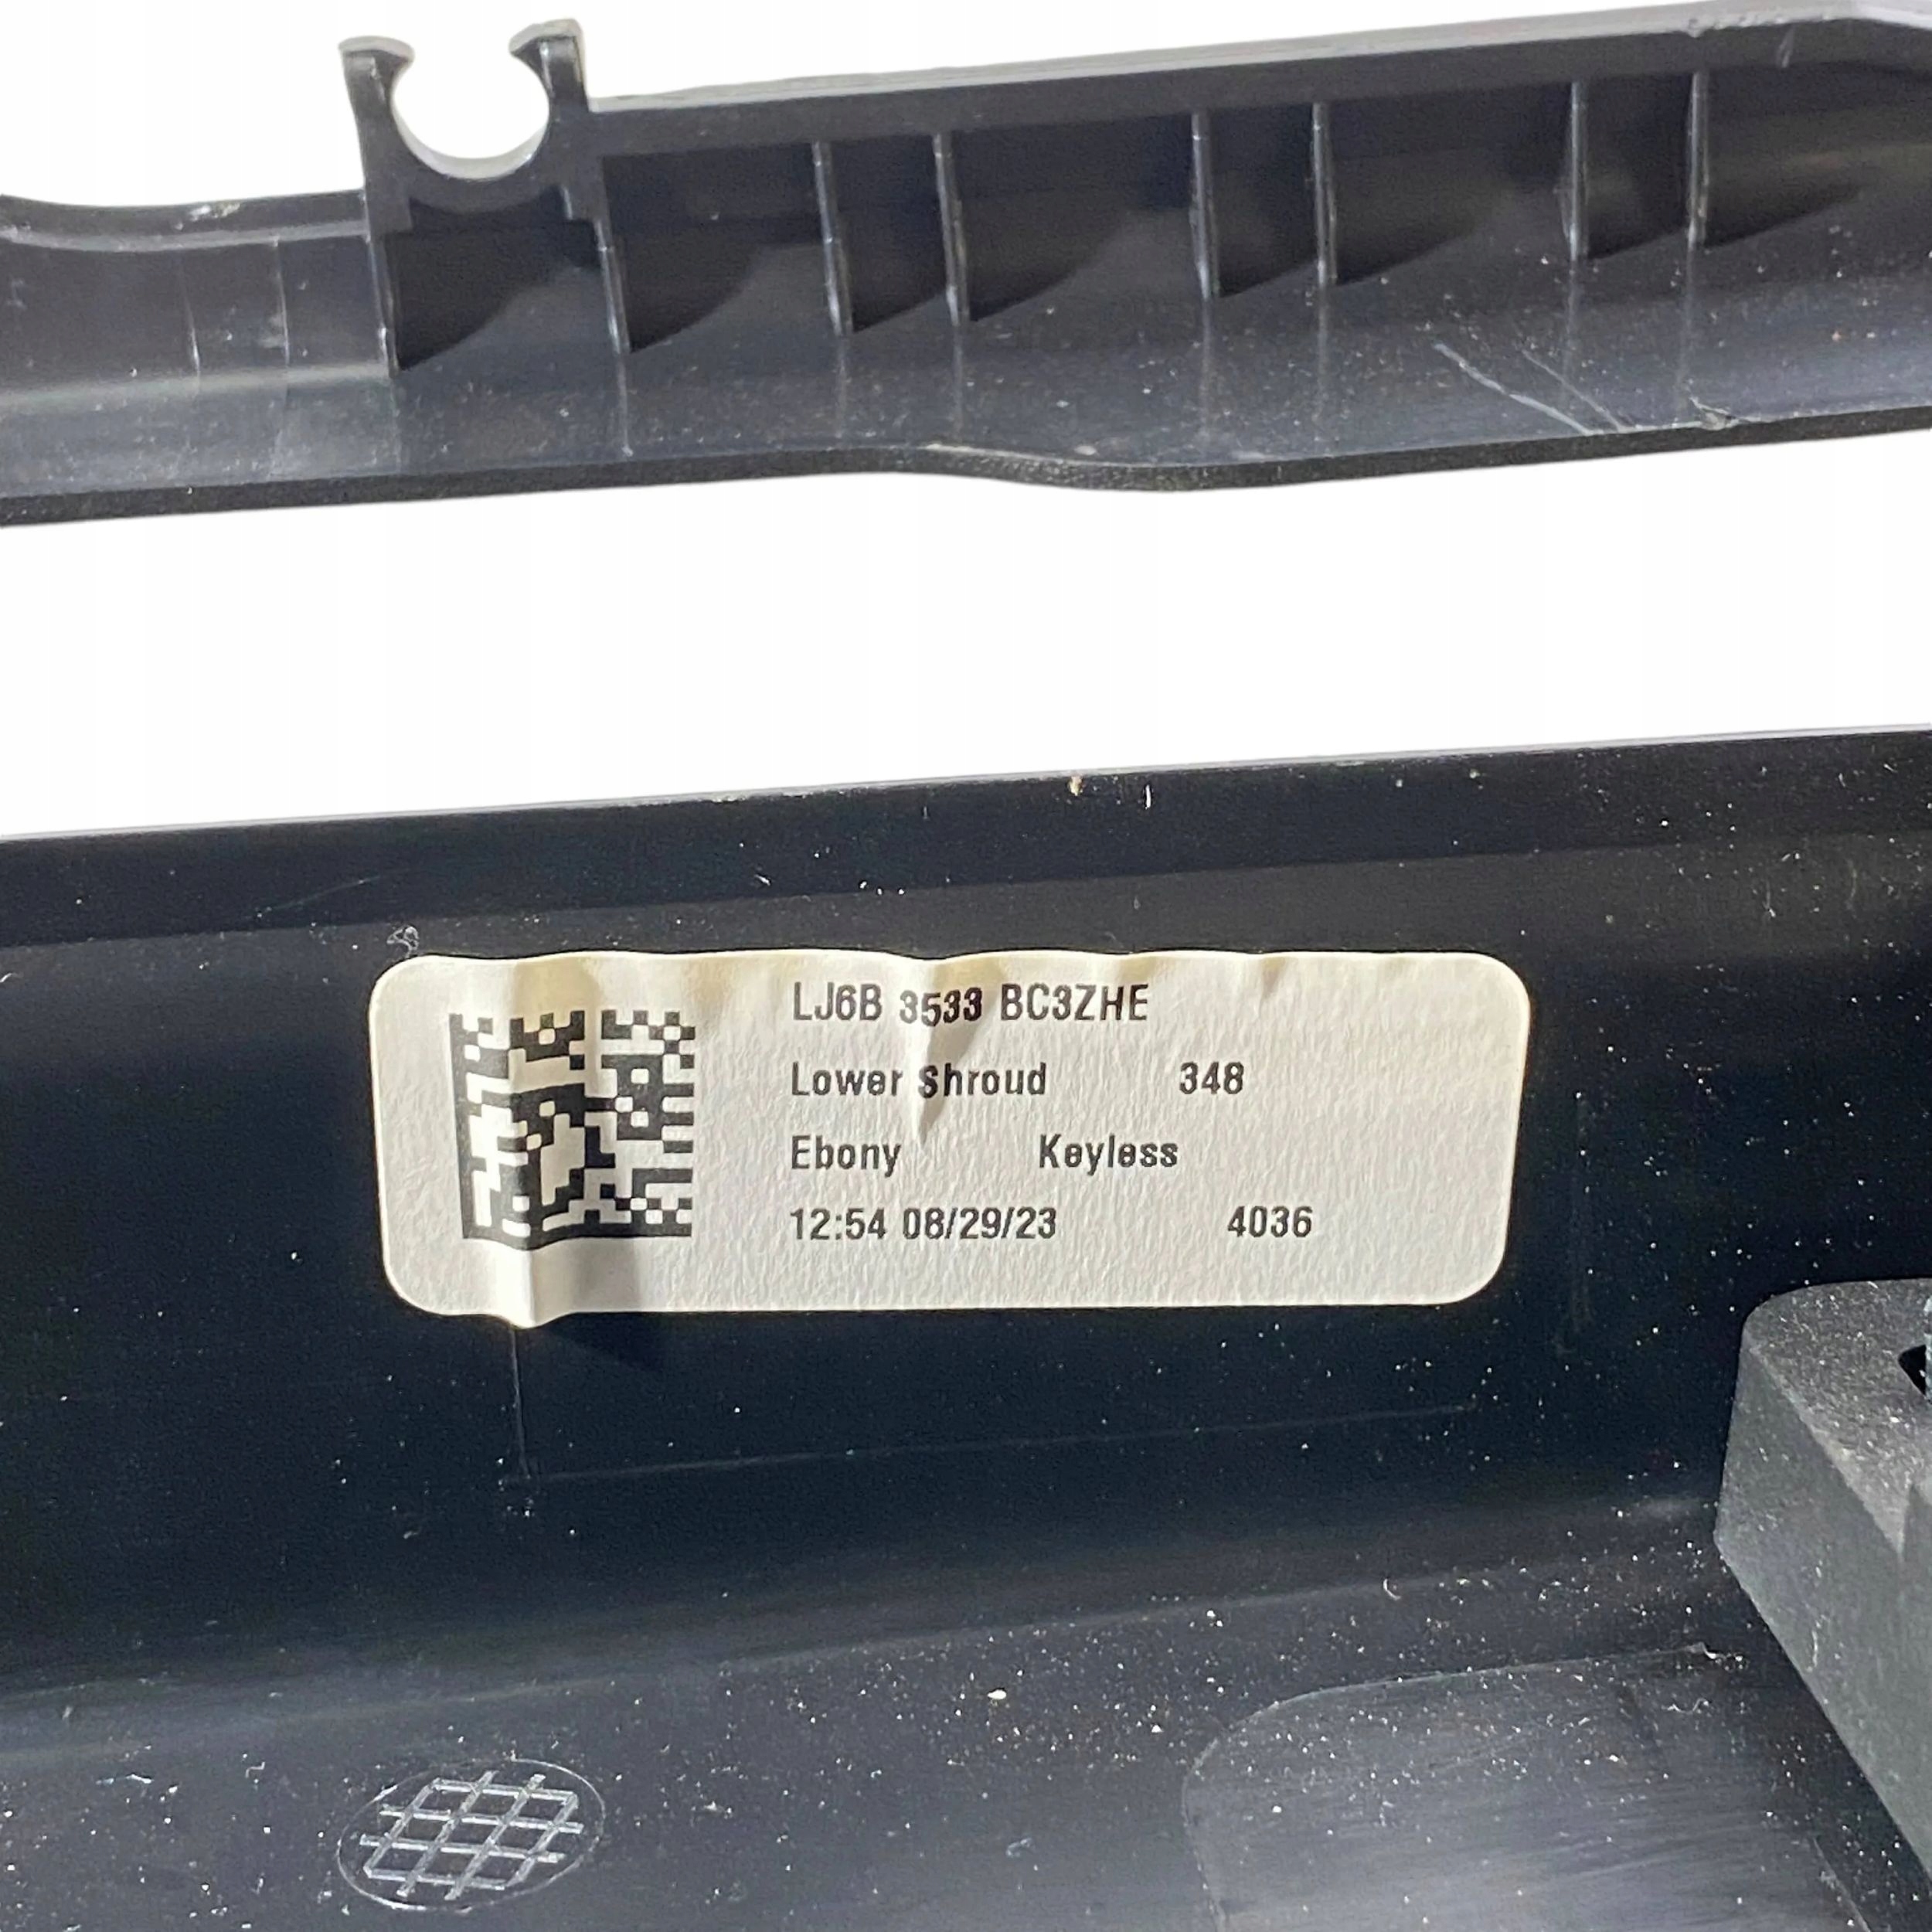 LJ6B 3533 BC3ZHE
Lower Shroud 348
Ebony Keyless
12:54 08/29/23 4036